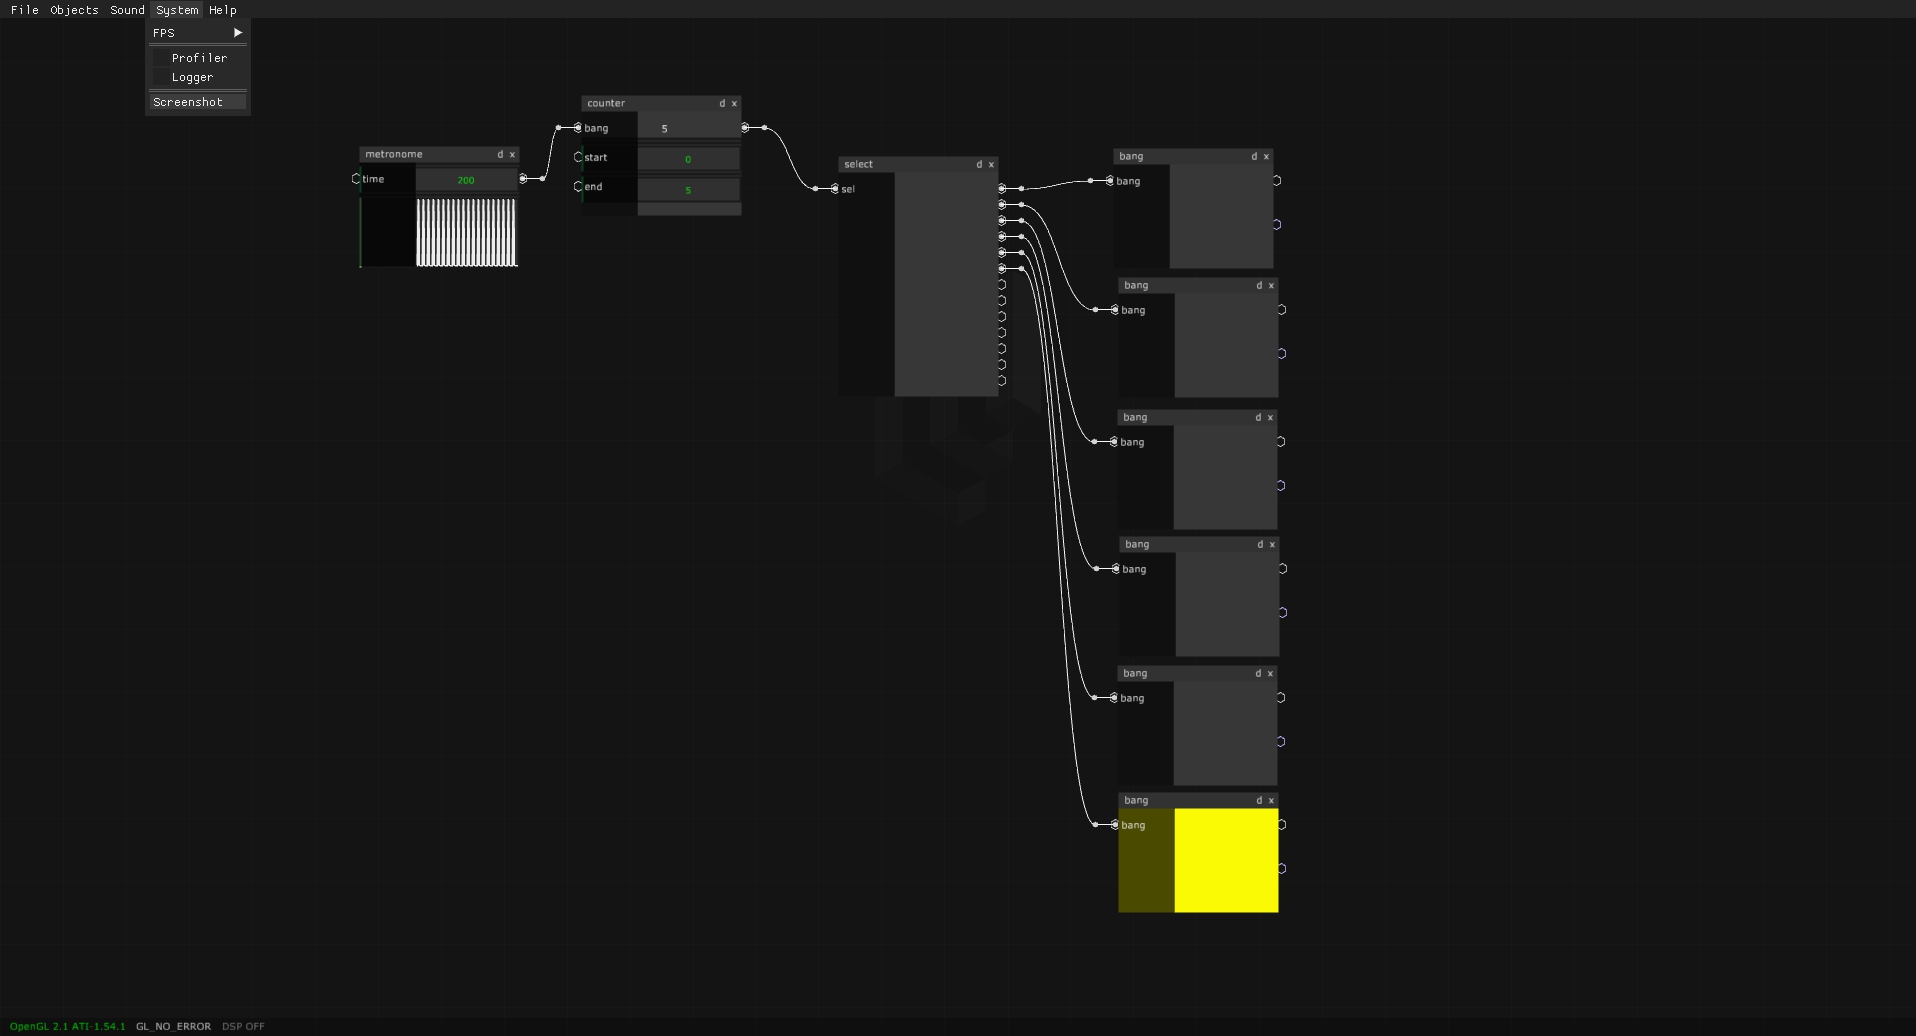 File Objects Sound System Help
FPS
Profiler
Logger
Screenshot
counter d x
bang 5
start 0
end 5
metronome d x
time 200
select d x
sel
bang d x
bang
bang d x
bang
bang d x
bang
bang d x
bang
bang d x
bang
bang d x
bang
OpenGL 2.1 ATI-1.54.1 GL_NO_ERROR DSP OFF